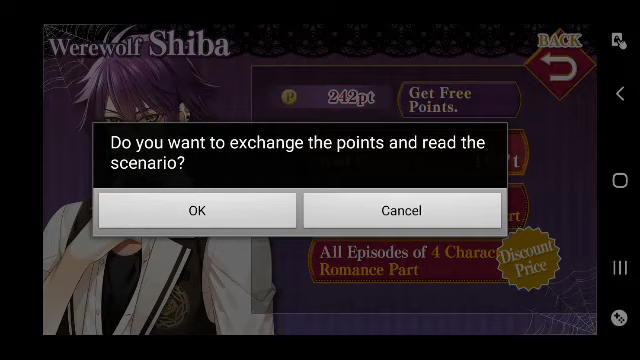 Werewolf Shiba
BACK
P 242pt
Get Free
Points.
Do you want to exchange the points and read the
scenario?
OK
Cancel
All Episodes of 4 Charac
Romance Part
Discount
Price